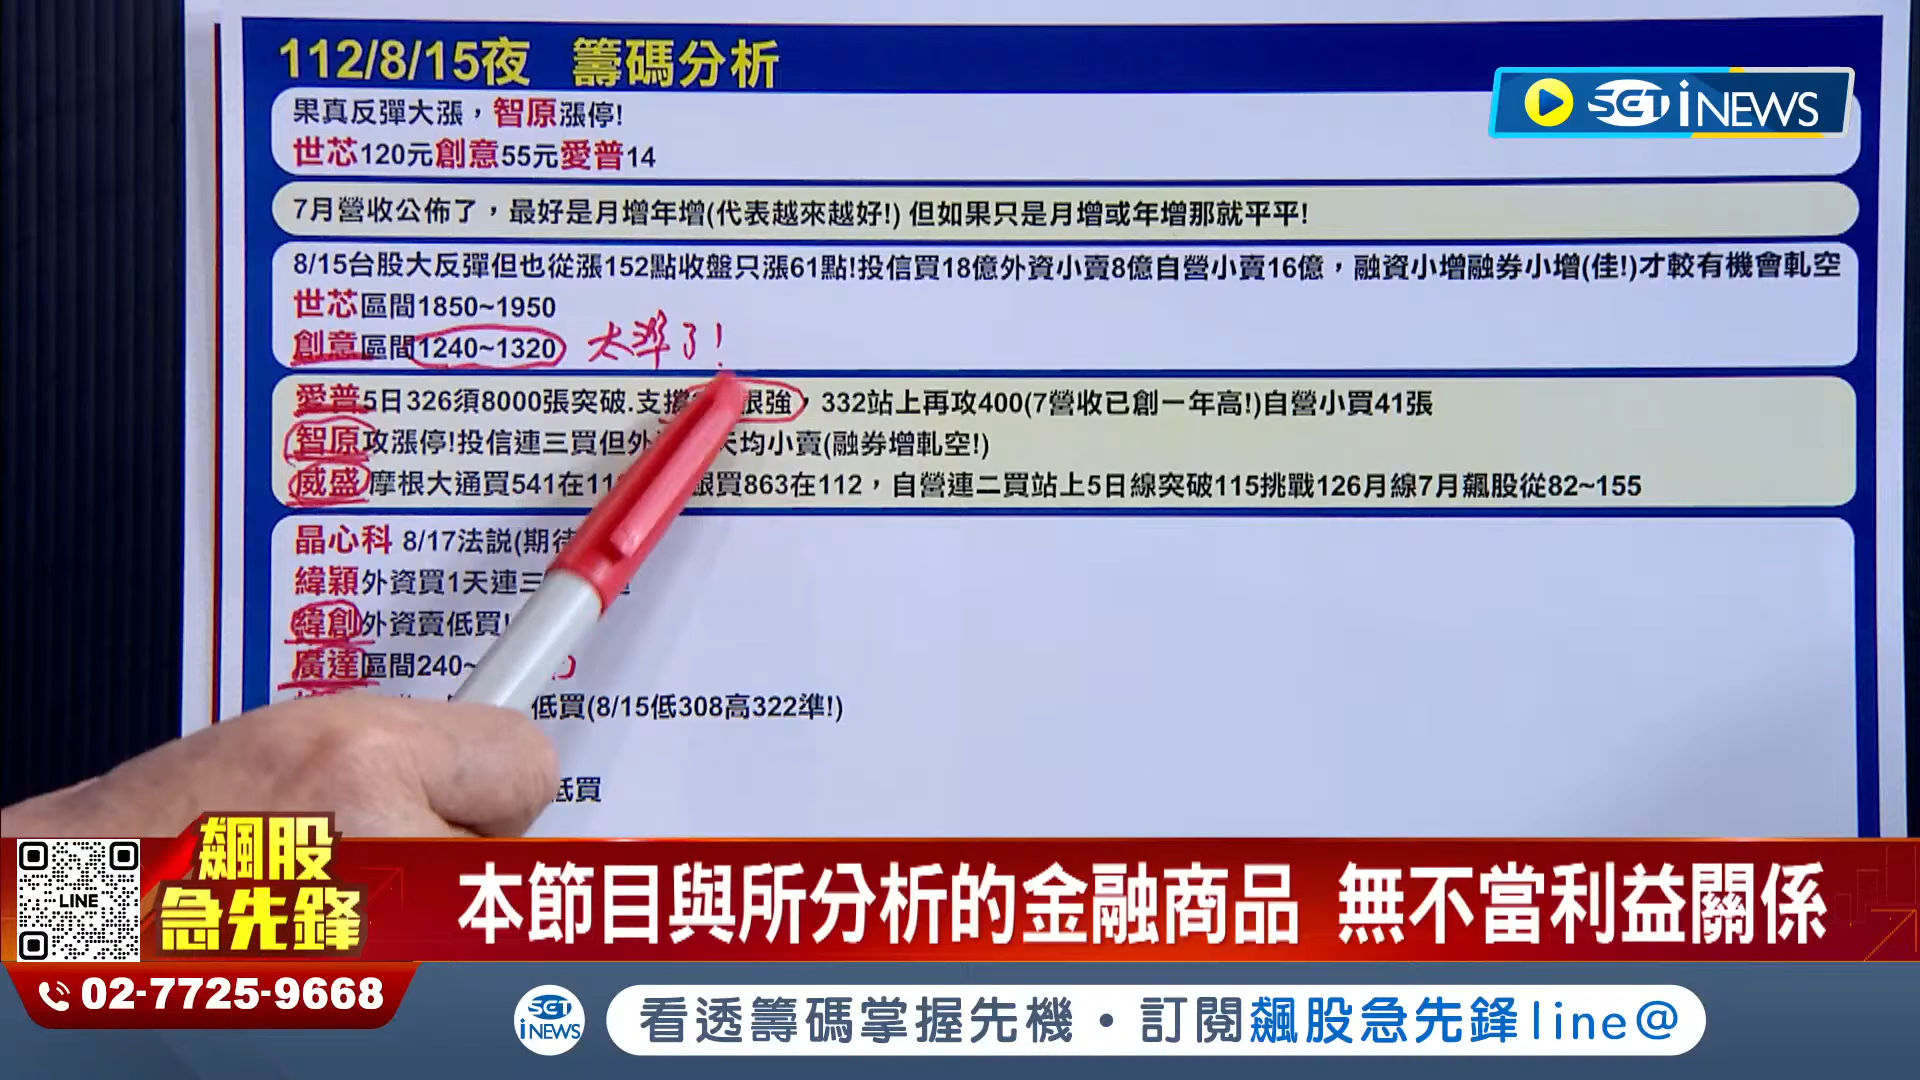 112/8/15夜 籌碼分析
SET iNEWS
果真反彈大漲，智原漲停!
世芯120元創意55元愛普14
7月營收公佈了，最好是月增年增(代表越來越好!) 但如果只是月增或年增那就平平!
8/15台股大反彈但也從漲152點收盤只漲61點!投信買18億外資小賣8億自營小賣16億，融資小增融券小增(佳!)才較有機會軋空
世芯區間1850~1950
創意區間1240~1320 太準了!
愛普5日326須8000張突破.支撐 很強，332站上再攻400(7營收已創一年高!)自營小買41張
智原攻漲停!投信連三買但外 天均小賣(融券增軋空!)
威盛 摩根大通買541在11 銀買863在112，自營連二買站上5日線突破115挑戰126月線7月飆股從82~155
晶心科 8/17法説(期待
緯穎外資買1天連三
緯創外資賣低買!
廣達區間240~
低買(8/15低308高322準!)
低買
飆股
急先鋒
LINE
本節目與所分析的金融商品 無不當利益關係
02-7725-9668
SET iNEWS
看透籌碼掌握先機・訂閱飆股急先鋒line@